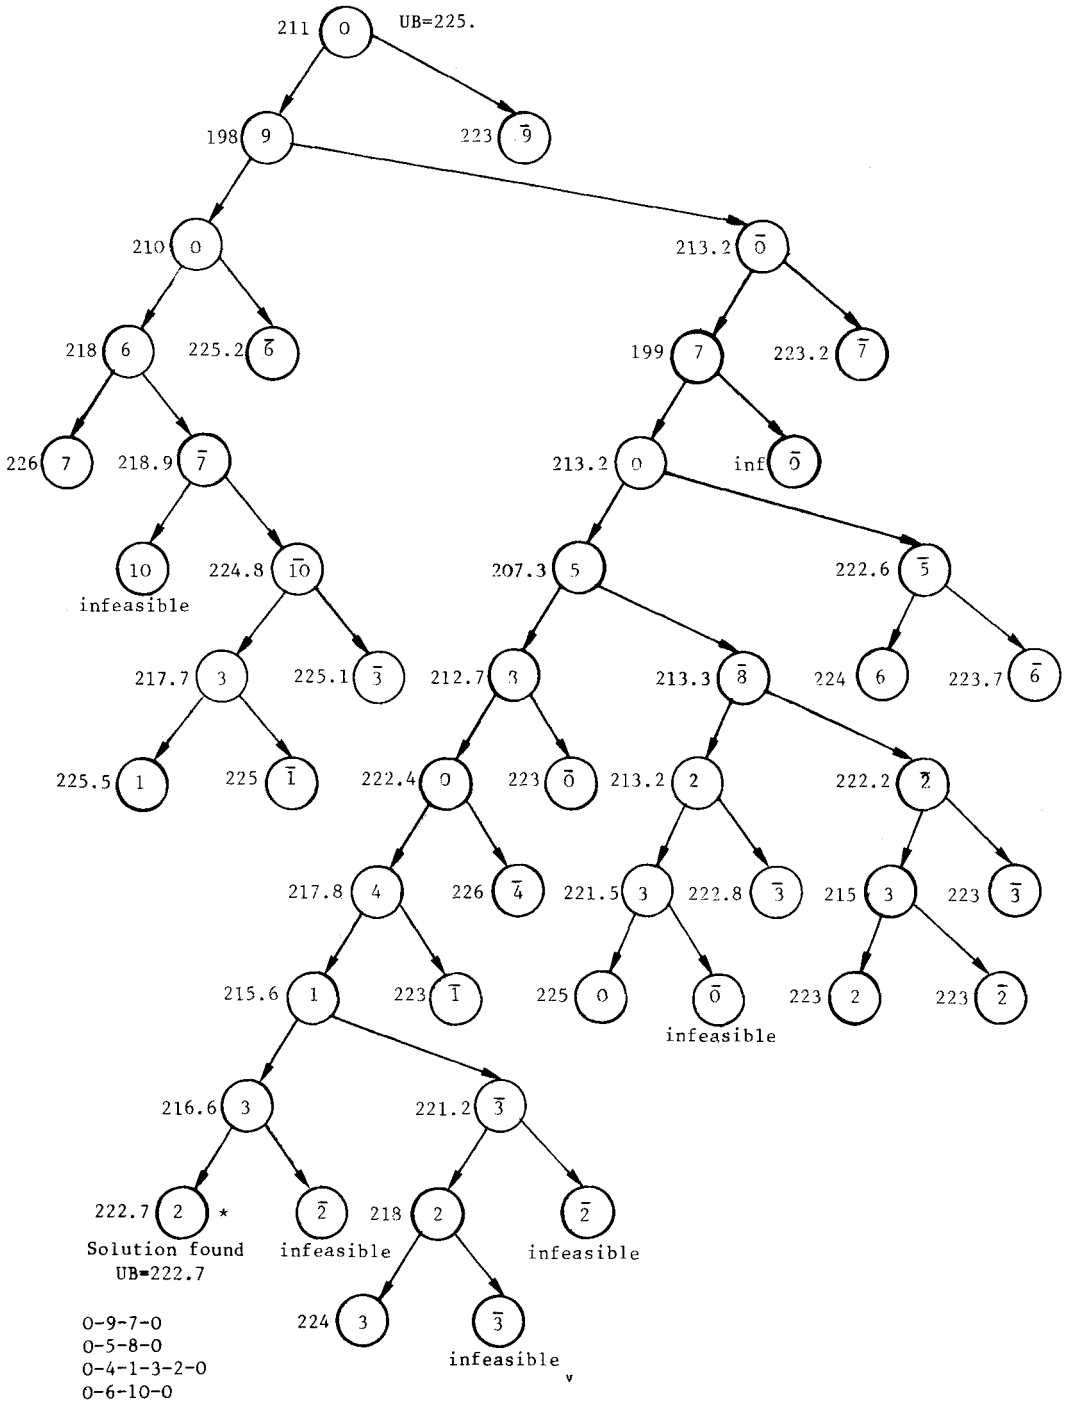 211 0 UB=225.
198 9 223 9̄
210 0 213.2 0̄
218 6 225.2 6̄ 199 7 223.2 7̄
226 7 218.9 7̄ 213.2 0 inf 0̄
10 224.8 1̄0̄ 207.3 5 222.6 5̄
infeasible
217.7 3 225.1 3̄ 212.7 8 213.3 8̄ 224 6 223.7 6̄
225.5 1 225 1̄ 222.4 0 223 0̄ 213.2 2 222.2 2̄
217.8 4 226 4̄ 221.5 3 222.8 3̄ 215 3 223 3̄
215.6 1 223 1̄ 225 0 0̄ 223 2 223 2̄
infeasible
216.6 3 221.2 3̄
222.7 2 * 2̄ 218 2 2̄
Solution found infeasible infeasible
UB=222.7
224 3 3̄
0-9-7-0
0-5-8-0
infeasible
0-4-1-3-2-0
v
0-6-10-0